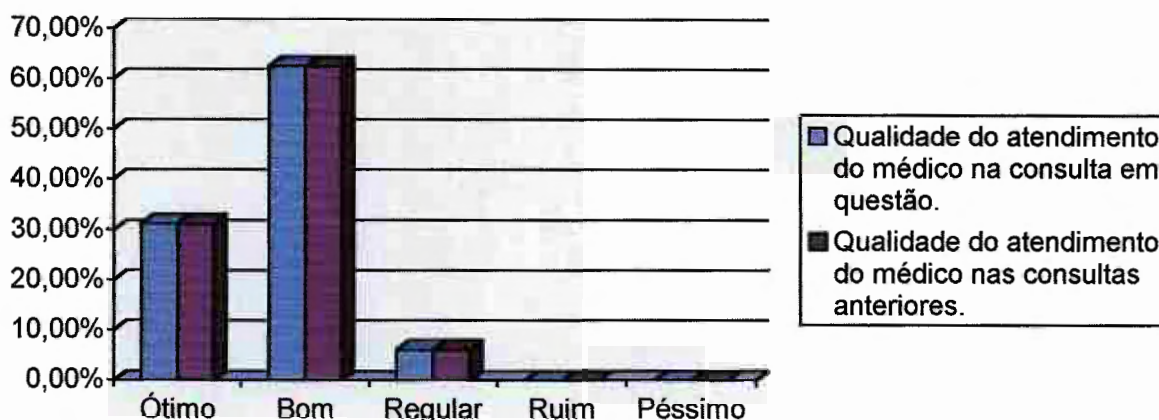 70,00%
60,00%
50,00%
40,00%
30,00%
20,00%
10,00%
0,00%
Ótimo Bom Regular Ruim Péssimo
Qualidade do atendimento
do médico na consulta em
questão.
Qualidade do atendimento
do médico nas consultas
anteriores.